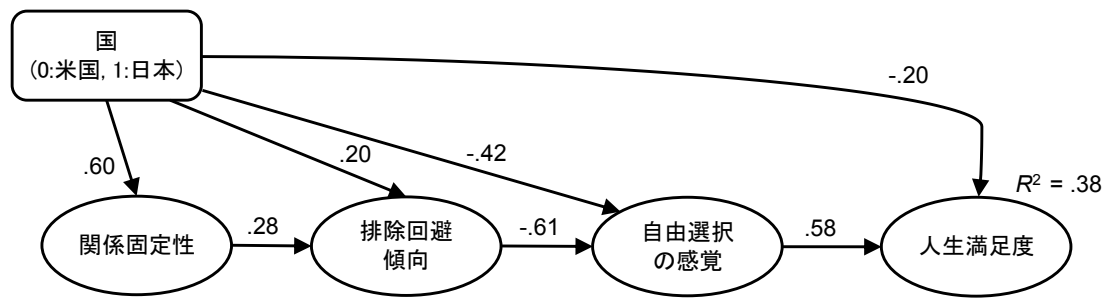 国
(0:米国, 1:日本)
-.20
.60
.20
-.42
R² = .38
関係固定性
.28
排除回避
傾向
-.61
自由選択
の感覚
.58
人生満足度